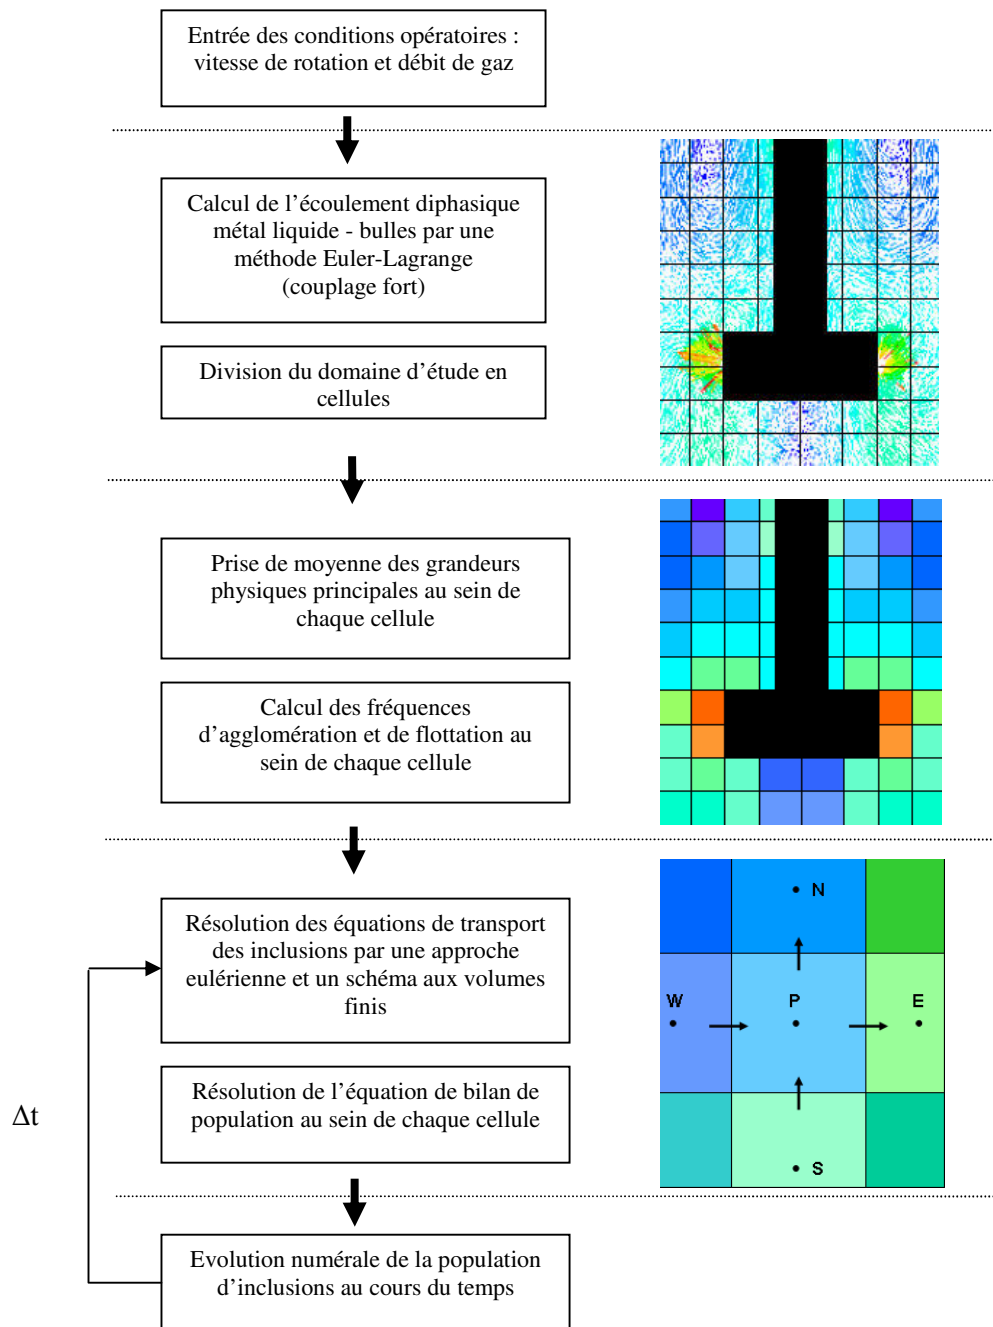 Entrée des conditions opératoires :
vitesse de rotation et débit de gaz
Calcul de l'écoulement diphasique
métal liquide - bulles par une
méthode Euler-Lagrange
(couplage fort)
Division du domaine d'étude en
cellules
Prise de moyenne des grandeurs
physiques principales au sein de
chaque cellule
Calcul des fréquences
d'agglomération et de flottation au
sein de chaque cellule
Résolution des équations de transport
des inclusions par une approche
eulérienne et un schéma aux volumes
finis
N
W
P
E
S
Résolution de l'équation de bilan de
population au sein de chaque cellule
Δt
Evolution numérale de la population
d'inclusions au cours du temps